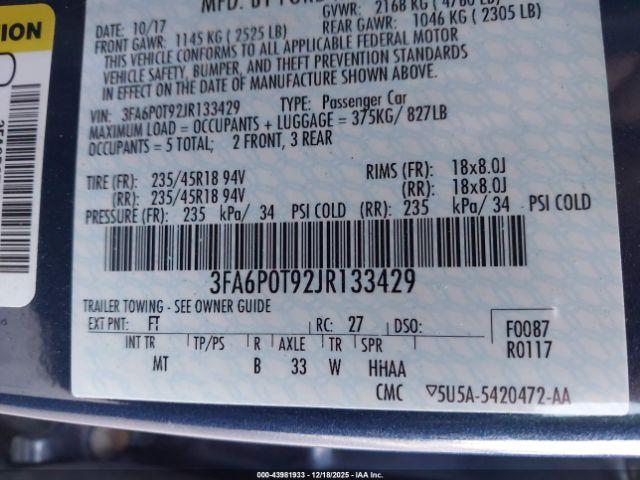 MFD. BY FORD
DATE: 10/17
GVWR: 2168 KG
FRONT GAWR: 1145 KG ( 2525 LB)
REAR GAWR: 1046 KG ( 2305 LB)
THIS VEHICLE CONFORMS TO ALL APPLICABLE FEDERAL MOTOR
VEHICLE SAFETY, BUMPER, AND THEFT PREVENTION STANDARDS
IN EFFECT ON THE DATE OF MANUFACTURE SHOWN ABOVE.
VIN: 3FA6P0T92JR133429 TYPE: Passenger Car
MAXIMUM LOAD = OCCUPANTS + LUGGAGE = 375KG/ 827LB
OCCUPANTS = 5 TOTAL; 2 FRONT, 3 REAR
TIRE (FR): 235/45R18 94V RIMS (FR): 18x8.0J
(RR): 235/45R18 94V (RR): 18x8.0J
PRESSURE (FR): 235 kPa/ 34 PSI COLD (RR): 235 kPa/ 34 PSI COLD
3FA6P0T92JR133429
TRAILER TOWING - SEE OWNER GUIDE
EXT PNT: FT RC: 27 DSO: F0087
INT TR TP/PS R AXLE TR SPR R0117
MT B 33 W HHAA
CMC ▽5U5A-5420472-AA
000-43981933 - 12/18/2025 - IAA Inc.